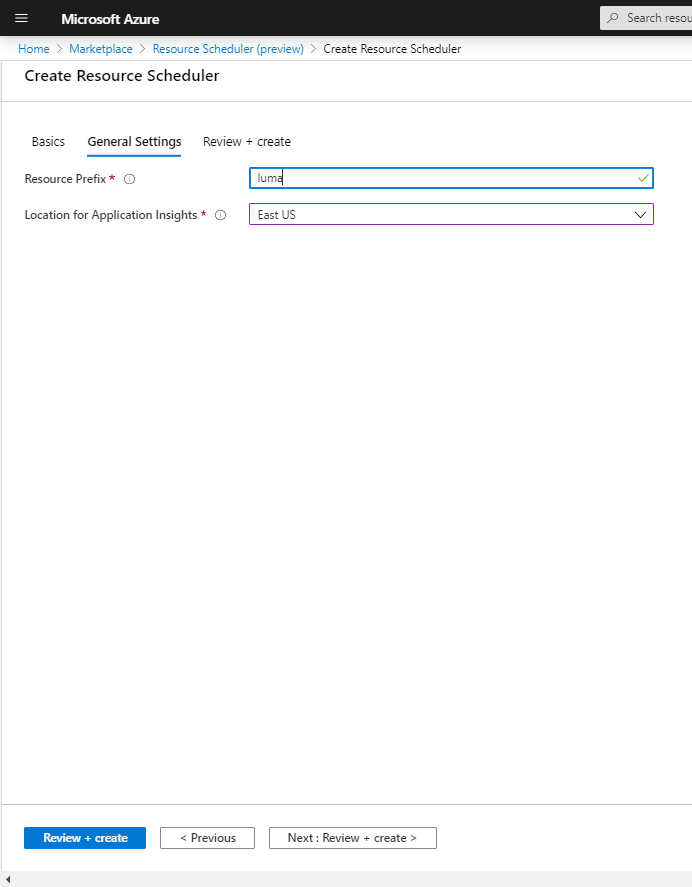 Microsoft Azure
Search resou
Home > Marketplace > Resource Scheduler (preview) > Create Resource Scheduler
Create Resource Scheduler
Basics General Settings Review + create
Resource Prefix * luma
Location for Application Insights * East US
Review + create < Previous Next : Review + create >